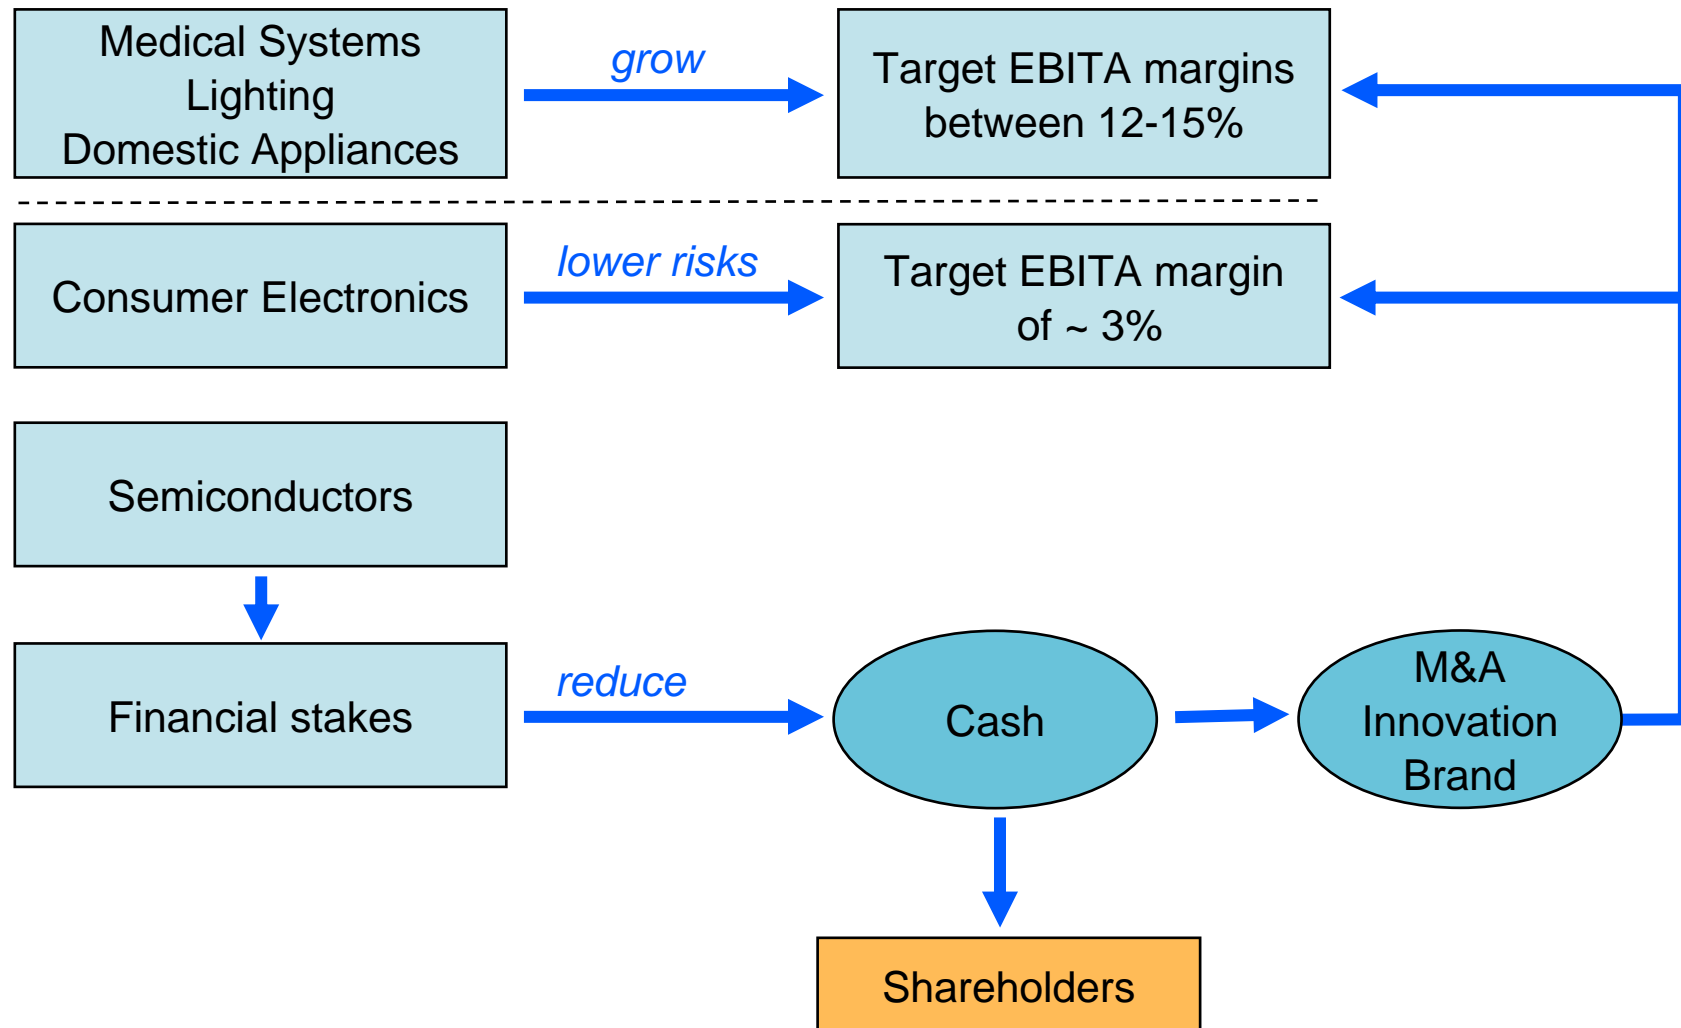 Medical Systems
Lighting
Domestic Appliances
grow
Target EBITA margins
between 12-15%
Consumer Electronics
lower risks
Target EBITA margin
of ~ 3%
Semiconductors
Financial stakes
reduce
Cash
M&A
Innovation
Brand
Shareholders